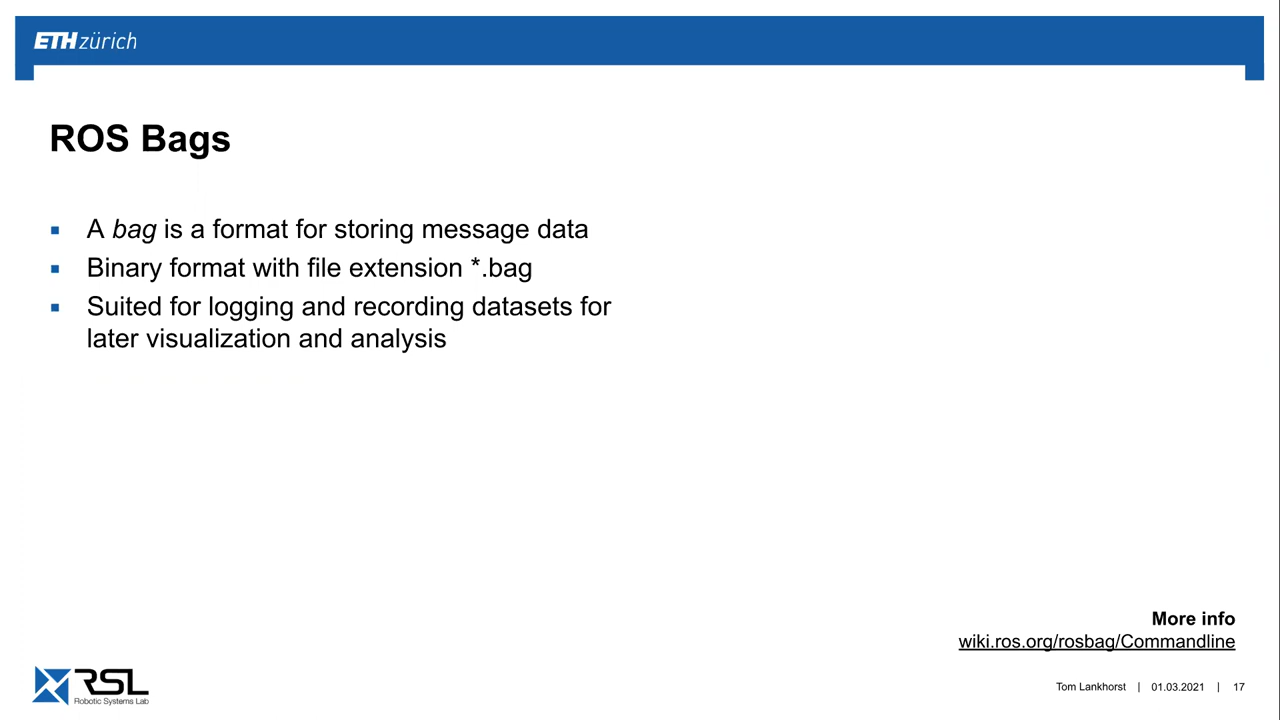 ETH zürich
ROS Bags
▪ A bag is a format for storing message data
▪ Binary format with file extension *.bag
▪ Suited for logging and recording datasets for
later visualization and analysis
More info
wiki.ros.org/rosbag/Commandline
RSL
Robotic Systems Lab
Tom Lankhorst | 01.03.2021 | 17